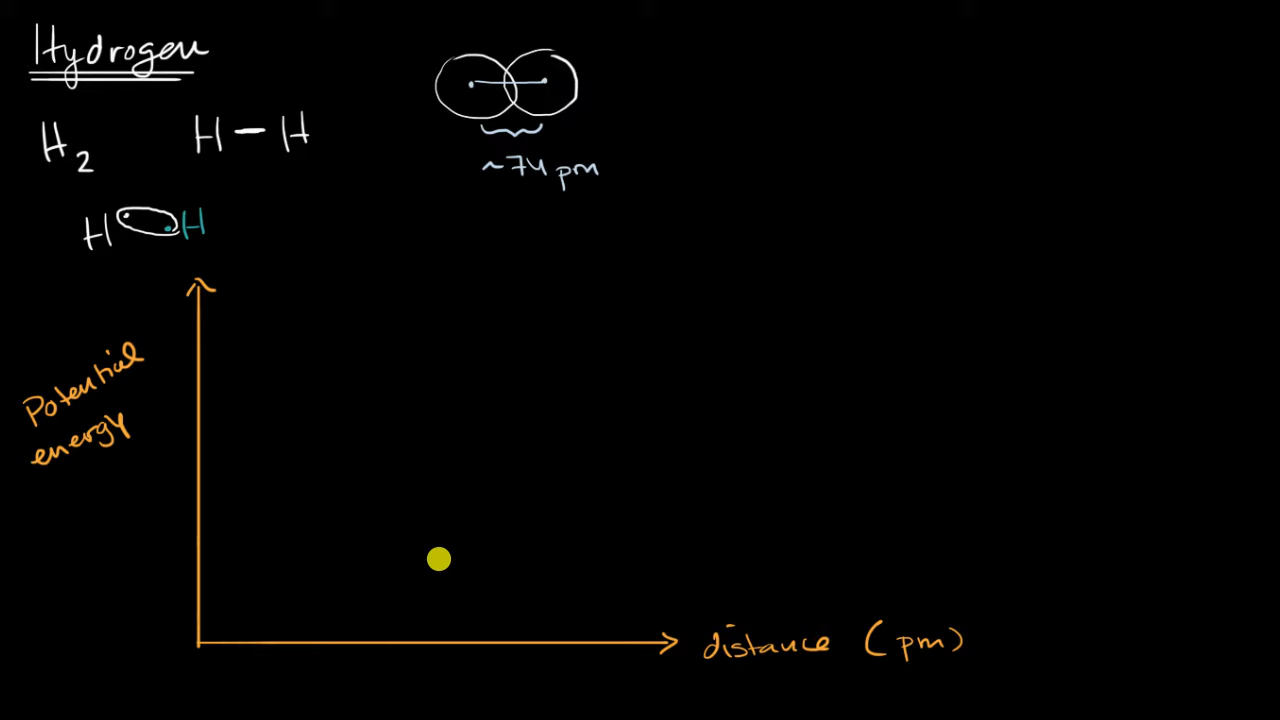 Hydrogen
H2
H - H
~74 pm
H H
Potential
energy
distance (pm)